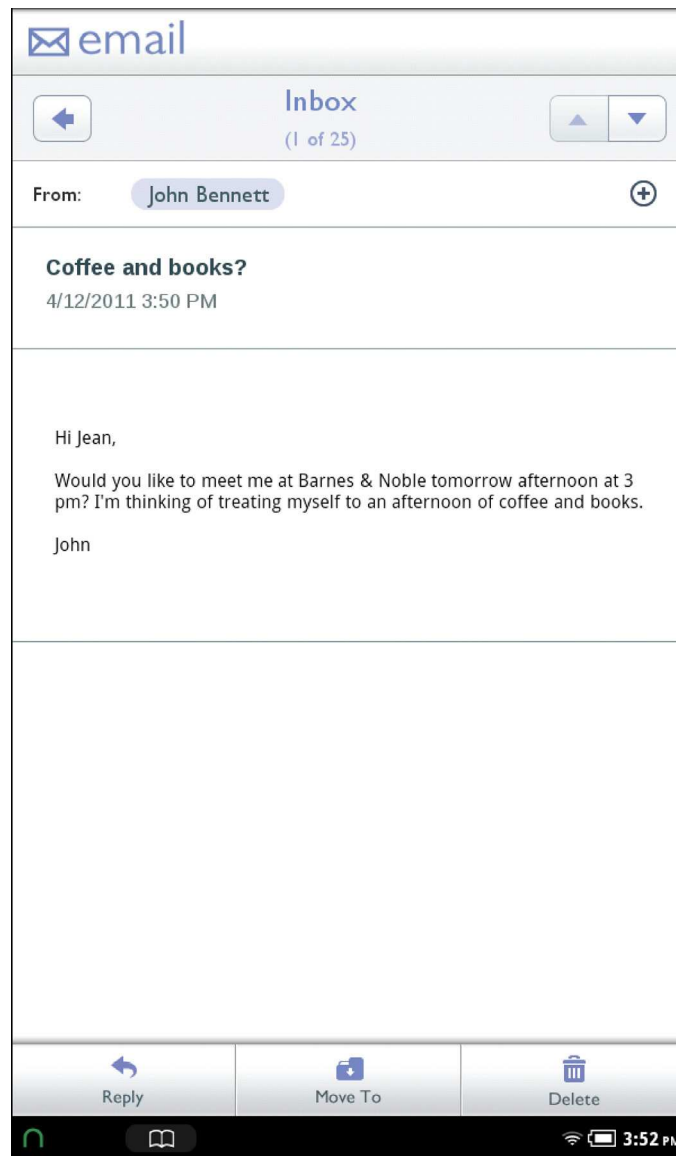 email
Inbox
(1 of 25)
From: John Bennett
Coffee and books?
4/12/2011 3:50 PM
Hi Jean,
Would you like to meet me at Barnes & Noble tomorrow afternoon at 3
pm? I'm thinking of treating myself to an afternoon of coffee and books.
John
Reply Move To Delete
3:52 PM